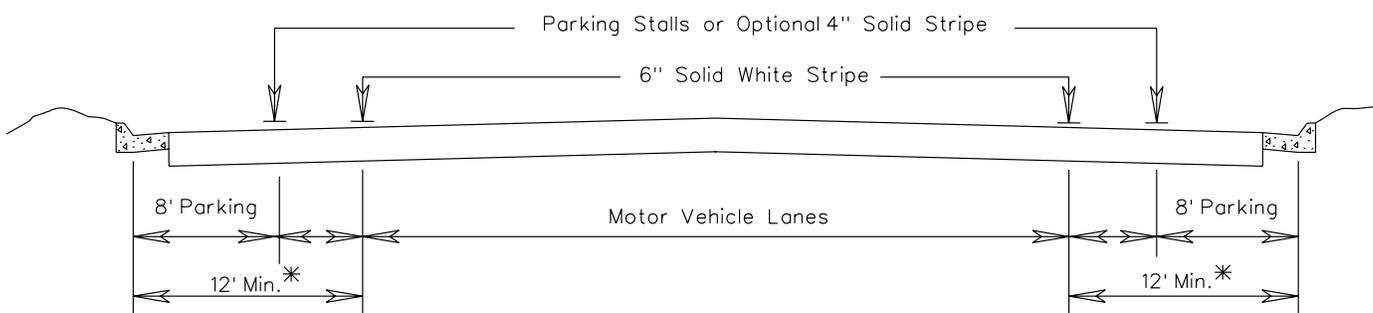 Parking Stalls or Optional 4" Solid Stripe
6" Solid White Stripe
8' Parking
Motor Vehicle Lanes
8' Parking
12' Min.*
12' Min.*